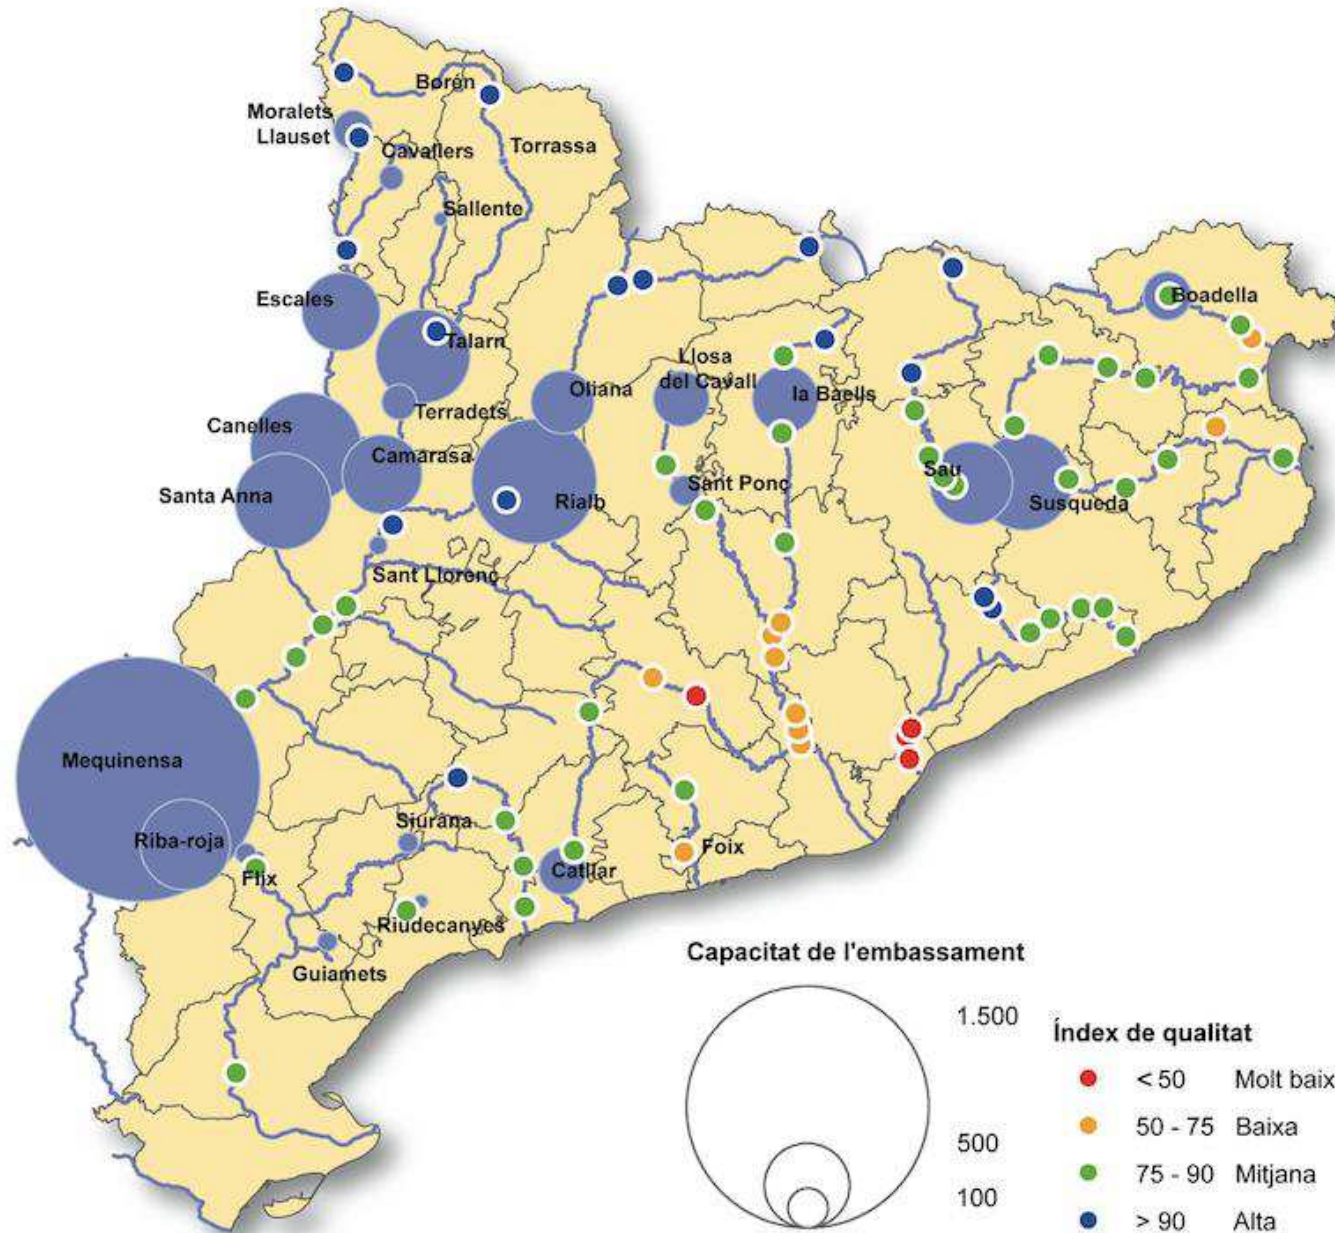 Borén
Moralets
Llauset
Cavallers
Torrassa
Sallente
Escales
Boadella
Talarn
Llosa
del Cavall
Oliana
la Baells
Terradets
Canelles
Camarasa
Sau
Santa Anna
Rialb
Sant Ponç
Susqueda
Sant Llorenç
Mequinensa
Riba-roja
Siurana
Foix
Flix
Catllar
Riudecanyes
Guiamets
Capacitat de l'embassament
1.500
500
100
Índex de qualitat
< 50 Molt baix
50 - 75 Baixa
75 - 90 Mitjana
> 90 Alta